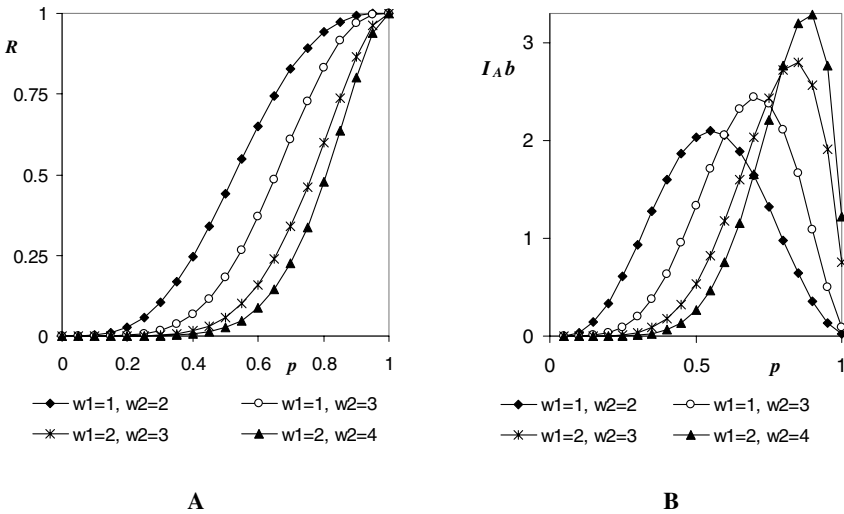 1
R
0.75
0.5
0.25
0
0 0.2 0.4 0.6 0.8 1
p
w1=1, w2=2
w1=1, w2=3
w1=2, w2=3
w1=2, w2=4
A
3
I A b
2
1
0
0 0.5 1
p
w1=1, w2=2
w1=1, w2=3
w1=2, w2=3
w1=2, w2=4
B